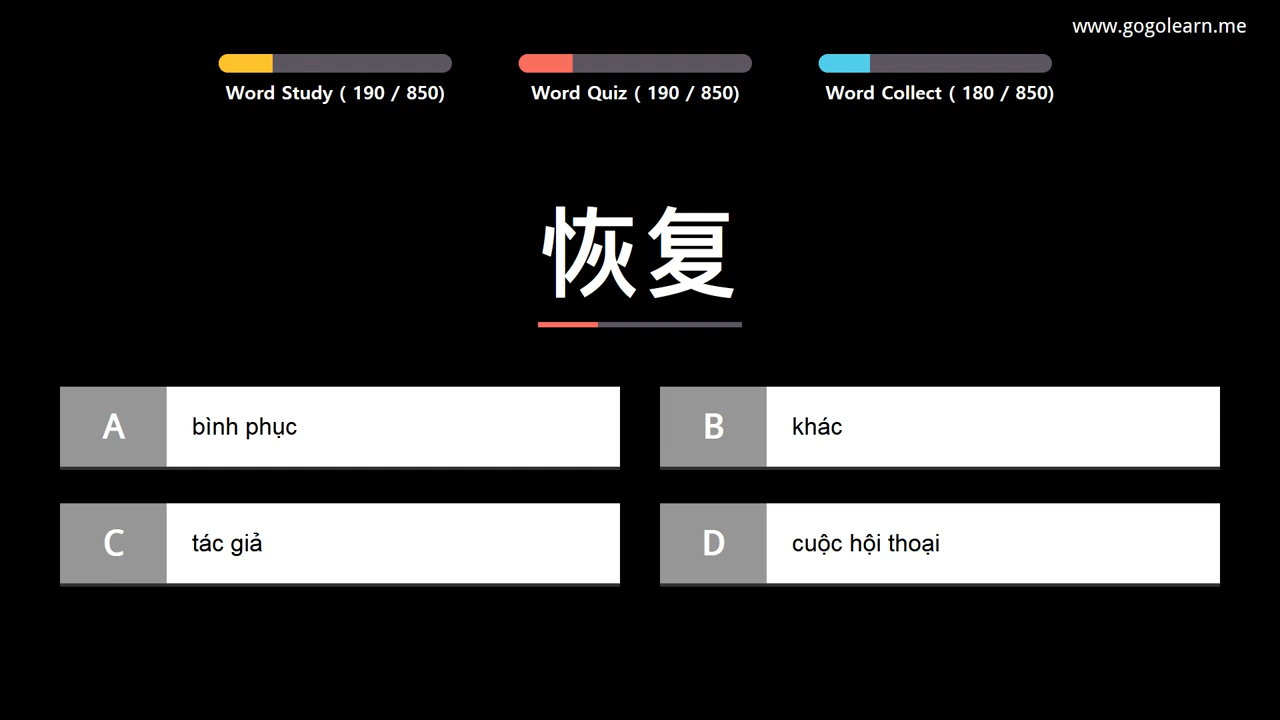 www.gogolearn.me
Word Study ( 190 / 850)
Word Quiz ( 190 / 850)
Word Collect ( 180 / 850)
恢复
A bình phục
B khác
C tác giả
D cuộc hội thoại